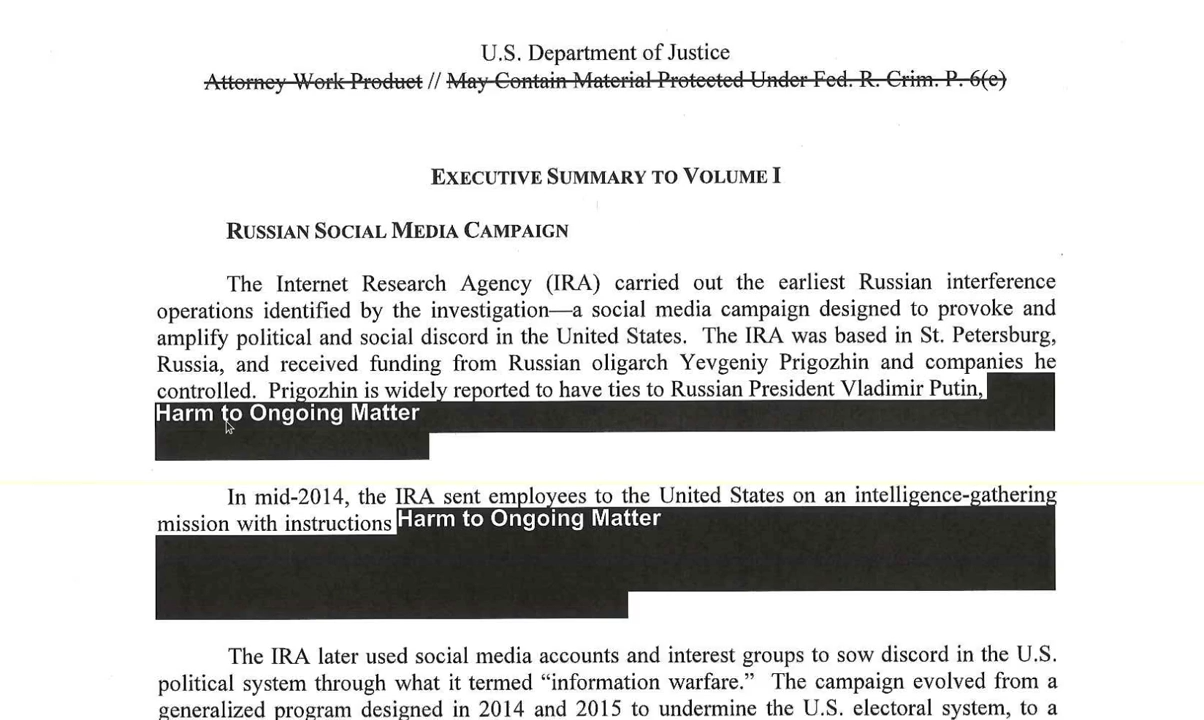 U.S. Department of Justice
Attorney Work Product // May Contain Material Protected Under Fed. R. Crim. P. 6(e)
EXECUTIVE SUMMARY TO VOLUME I
RUSSIAN SOCIAL MEDIA CAMPAIGN
The Internet Research Agency (IRA) carried out the earliest Russian interference
operations identified by the investigation—a social media campaign designed to provoke and
amplify political and social discord in the United States. The IRA was based in St. Petersburg,
Russia, and received funding from Russian oligarch Yevgeniy Prigozhin and companies he
controlled. Prigozhin is widely reported to have ties to Russian President Vladimir Putin,
Harm to Ongoing Matter
In mid-2014, the IRA sent employees to the United States on an intelligence-gathering
mission with instructions Harm to Ongoing Matter
The IRA later used social media accounts and interest groups to sow discord in the U.S.
political system through what it termed “information warfare.” The campaign evolved from a
generalized program designed in 2014 and 2015 to undermine the U.S. electoral system, to a